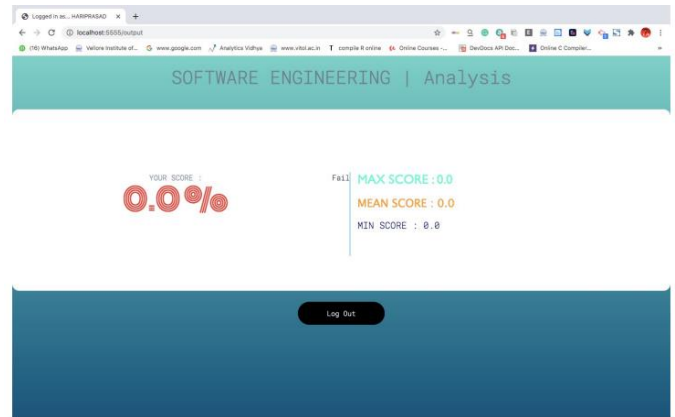 Logged in as... HARIPRASAD
localhost:5555/output
(16) WhatsApp Vellore Institute of... www.google.com Analytics Vidhya www.vitol.ac.in compile R online Online Courses -... DevDocs API Doc... Online C Compiler...
SOFTWARE ENGINEERING | Analysis
YOUR SCORE :
0.0%
Fail
MAX SCORE : 0.0
MEAN SCORE : 0.0
MIN SCORE : 0.0
Log Out